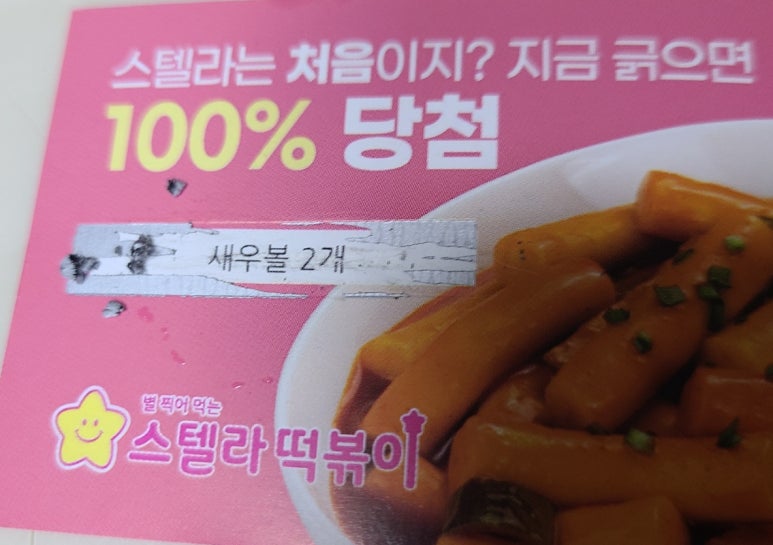 스텔라는 처음이지? 지금 긁으면
100% 당첨
새우볼 2개
별 찍어 먹는
스텔라 떡볶이